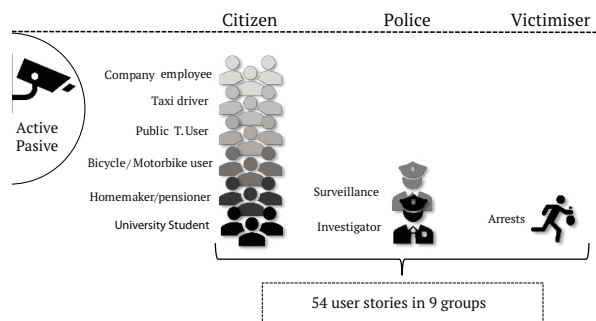 Citizen
Police
Victimiser
Active
Pasive
Company employee
Taxi driver
Public T. User
Bicycle/Motorbike user
Homemaker/pensioner
University Student
Surveillance
Investigator
Arrests
54 user stories in 9 groups